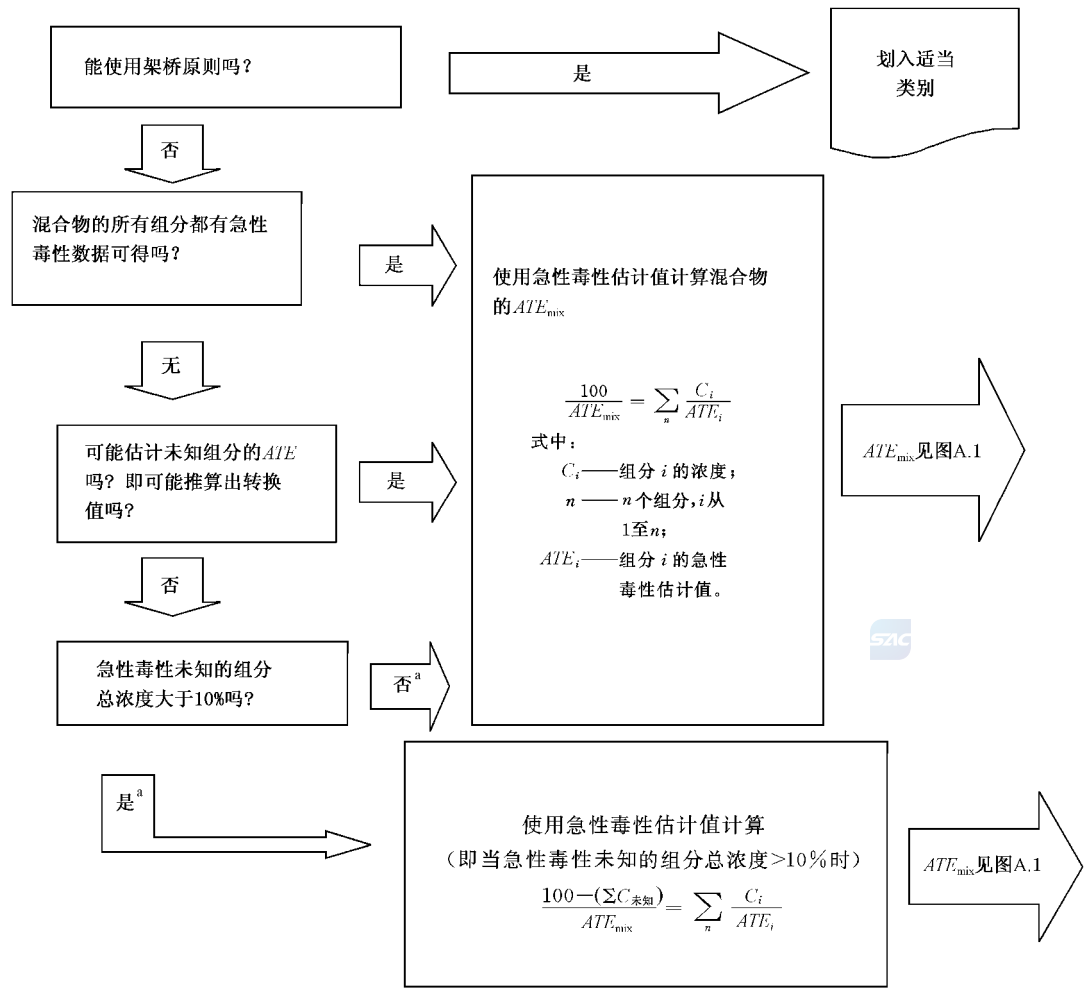 能使用架桥原则吗?
是
划入适当
类别
否
混合物的所有组分都有急性
毒性数据可得吗?
是
使用急性毒性估计值计算混合物
的ATEmix
100/ATEmix = ∑n Ci/ATEi
式中:
Ci——组分 i 的浓度;
n ——n个组分,i从
1至n;
ATEi——组分 i 的急性
毒性估计值。
无
可能估计未知组分的ATE
吗? 即可能推算出转换
值吗?
是
ATEmix见图A.1
否
急性毒性未知的组分
总浓度大于10%吗?
否a
SAC
是a
使用急性毒性估计值计算
(即当急性毒性未知的组分总浓度>10%时)
100-(ΣC未知)/ATEmix = ∑n Ci/ATEi
ATEmix见图A.1